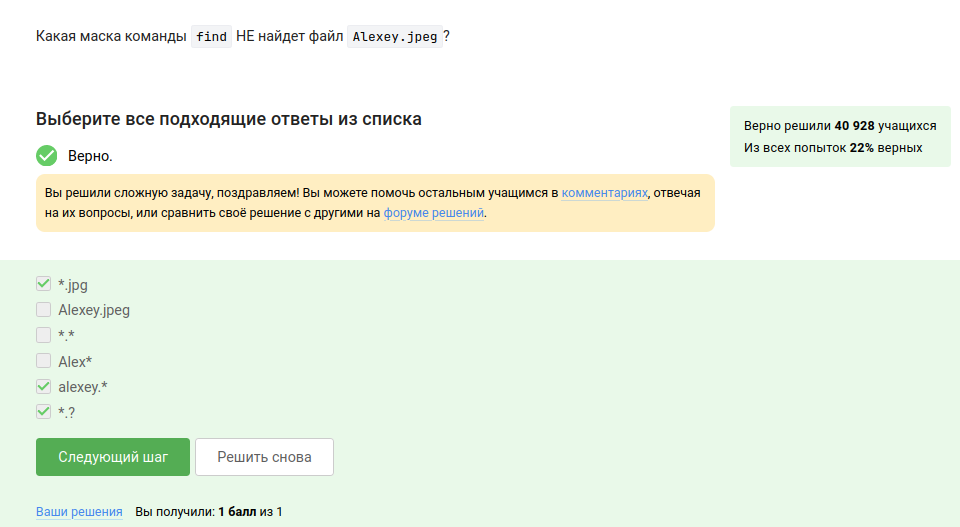 Какая маска команды find НЕ найдет файл Alexey.jpeg?
Выберите все подходящие ответы из списка
Верно.
Вы решили сложную задачу, поздравляем! Вы можете помочь остальным учащимся в комментариях, отвечая
на их вопросы, или сравнить своё решение с другими на форуме решений.
Верно решили 40 928 учащихся
Из всех попыток 22% верных
*.jpg
Alexey.jpeg
*.*
Alex*
alexey.*
*.?
Следующий шаг
Решить снова
Ваши решения
Вы получили: 1 балл из 1